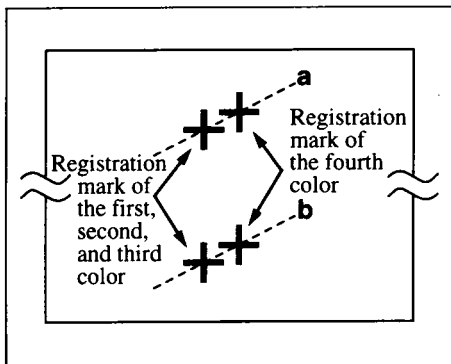 a
Registration
mark of
the fourth
color
Registration
mark of
the first,
second,
and third
color
b